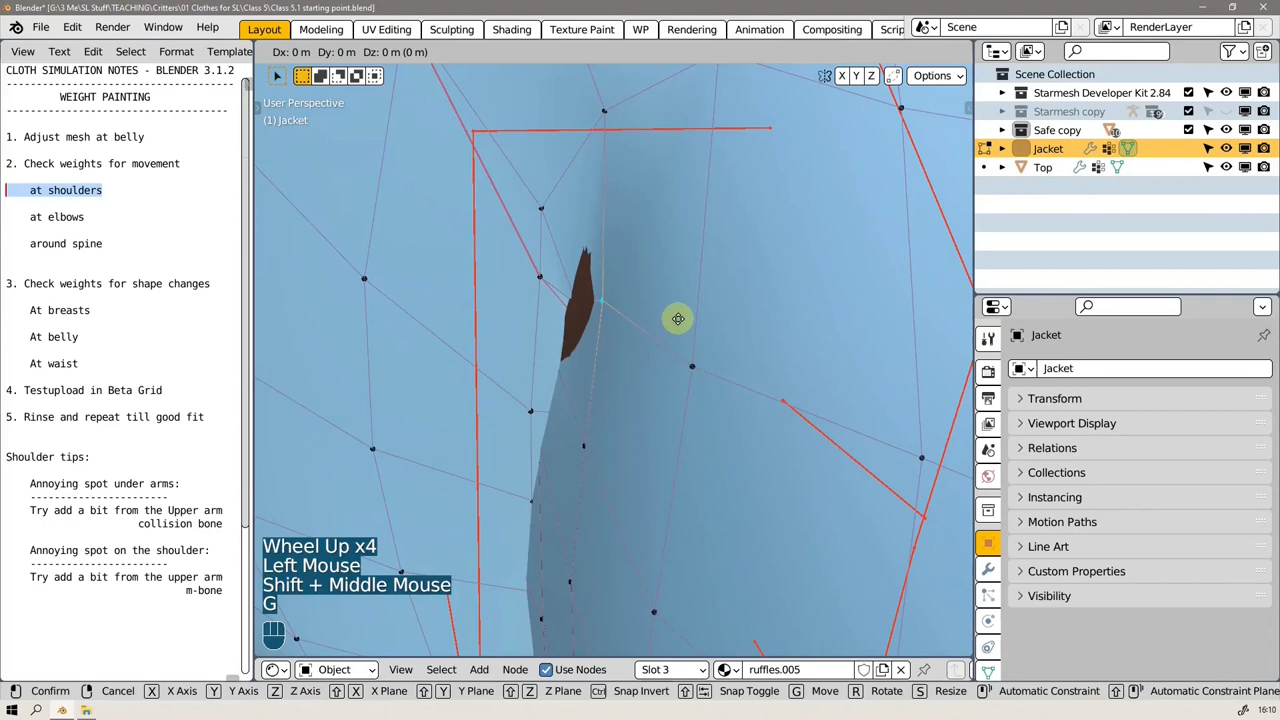 Blender* [G:\3 Me\SL Stuff\TEACHING\Critters\01 Clothes for SL\Class 5\Class 5.1 starting point.blend]
File Edit Render Window Help Layout Modeling UV Editing Sculpting Shading Texture Paint WP Rendering Animation Compositing Scrip Scene RenderLayer
View Text Edit Select Format Template Dx: 0 m Dy: 0 m Dz: 0 m (0 m)
X Y Z Options
CLOTH SIMULATION NOTES - BLENDER 3.1.2
WEIGHT PAINTING
1. Adjust mesh at belly
2. Check weights for movement
at shoulders
at elbows
around spine
3. Check weights for shape changes
At breasts
At belly
At waist
4. Testupload in Beta Grid
5. Rinse and repeat till good fit
Shoulder tips:
Annoying spot under arms:
Try add a bit from the Upper arm
collision bone
Annoying spot on the shoulder:
Try add a bit from the upper arm
m-bone
User Perspective
(1) Jacket
Wheel Up x4
Left Mouse
Shift + Middle Mouse
G
Object View Select Add Node Use Nodes Slot 3 ruffles.005
Scene Collection
Starmesh Developer Kit 2.84
Starmesh copy
Safe copy
Jacket
Top
Jacket
Jacket
Transform
Viewport Display
Relations
Collections
Instancing
Motion Paths
Line Art
Custom Properties
Visibility
Confirm Cancel X X Axis Y Y Axis Z Z Axis X X Plane Y Y Plane Z Z Plane Ctrl Snap Invert Snap Toggle G Move R Rotate S Resize Automatic Constraint Automatic Constraint Plane
16:10